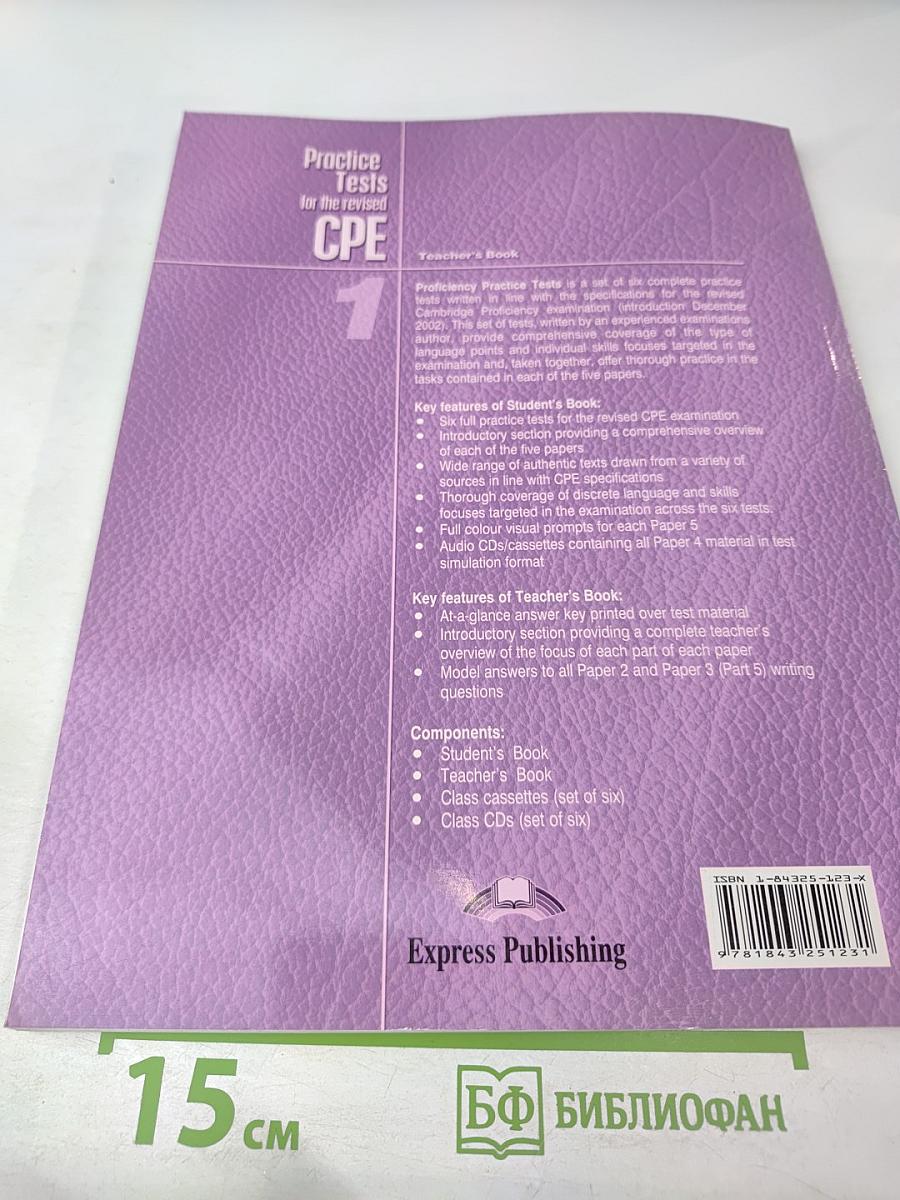 Practice
Tests
for the revised
CPE
1
Teacher's Book
Proficiency Practice Tests is a set of six complete practice
tests written in line with the specifications for the revised
Cambridge Proficiency examination (introduction December
2002). This set of tests, written by an experienced examinations
author, provide comprehensive coverage of the type of
language points and individual skills focuses targeted in the
examination and, taken together, offer thorough practice in the
tasks contained in each of the five papers.
Key features of Student's Book:
• Six full practice tests for the revised CPE examination
• Introductory section providing a comprehensive overview
of each of the five papers
• Wide range of authentic texts drawn from a variety of
sources in line with CPE specifications
• Thorough coverage of discrete language and skills
focuses targeted in the examination across the six tests.
• Full colour visual prompts for each Paper 5
• Audio CDs/cassettes containing all Paper 4 material in test
simulation format
Key features of Teacher's Book:
• At-a-glance answer key printed over test material
• Introductory section providing a complete teacher's
overview of the focus of each part of each paper
• Model answers to all Paper 2 and Paper 3 (Part 5) writing
questions
Components:
• Student's Book
• Teacher's Book
• Class cassettes (set of six)
• Class CDs (set of six)
Express Publishing
ISBN 1-84325-123-X
9 781843 251231
15 см
БФ БИБЛИОФАН